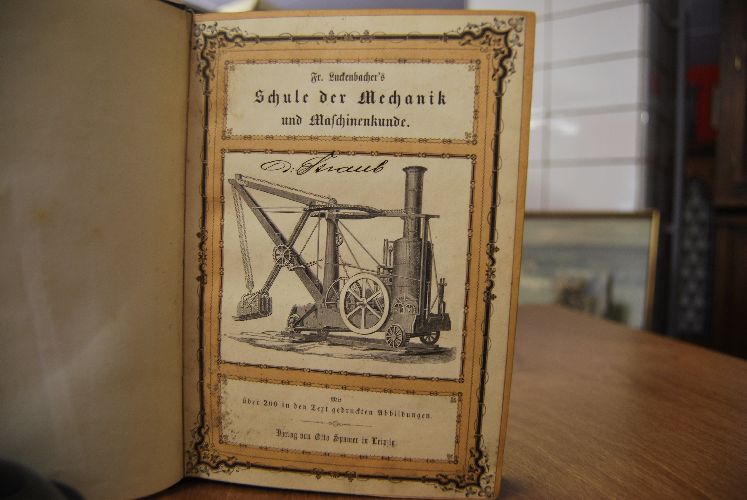 Fr. Luckenbacher's
Schule der Mechanik
und Maschinenkunde.
D. Straub
Mit
über 200 in den Text gedruckten Abbildungen.
Verlag von Otto Spamer in Leipzig.